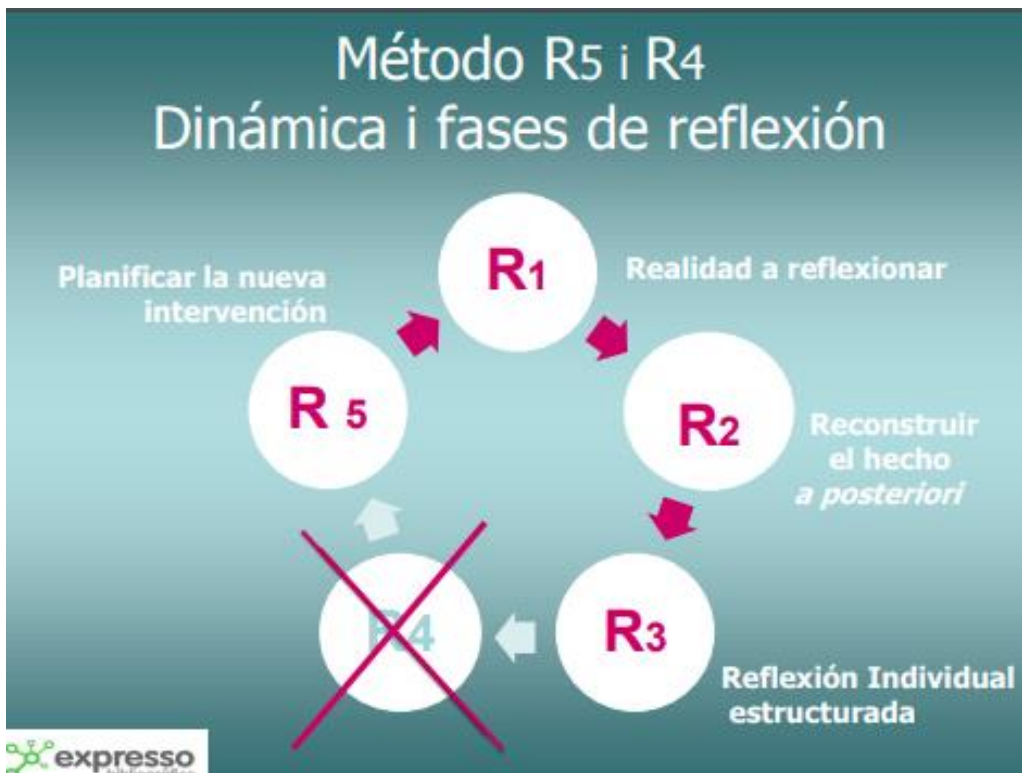 Método R5 i R4
Dinámica i fases de reflexión
R1
Realidad a reflexionar
Planificar la nueva
intervención
R 5
R2
Reconstruir
el hecho
a posteriori
R4
R3
Reflexión Individual
estructurada
expresso